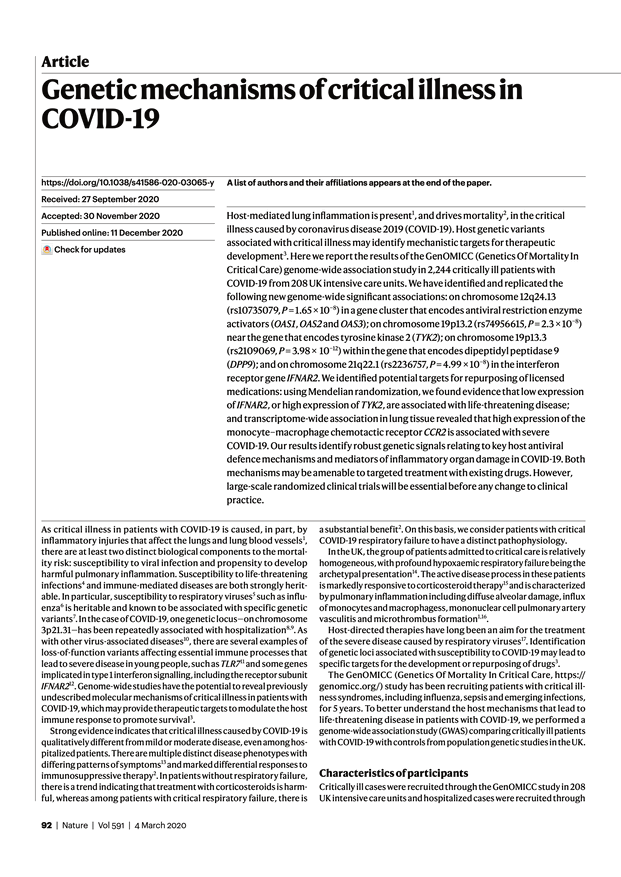 Article
Genetic mechanisms of critical illness in
COVID-19
https://doi.org/10.1038/s41586-020-03065-y
Received: 27 September 2020
Accepted: 30 November 2020
Published online: 11 December 2020
Check for updates
A list of authors and their affiliations appears at the end of the paper.
Host-mediated lung inflammation is present¹, and drives mortality², in the critical
illness caused by coronavirus disease 2019 (COVID-19). Host genetic variants
associated with critical illness may identify mechanistic targets for therapeutic
development³. Here we report the results of the GenOMICC (Genetics Of Mortality In
Critical Care) genome-wide association study in 2,244 critically ill patients with
COVID-19 from 208 UK intensive care units. We have identified and replicated the
following new genome-wide significant associations: on chromosome 12q24.13
(rs10735079, P = 1.65 × 10⁻⁸) in a gene cluster that encodes antiviral restriction enzyme
activators (OAS1, OAS2 and OAS3); on chromosome 19p13.2 (rs74956615, P = 2.3 × 10⁻⁸)
near the gene that encodes tyrosine kinase 2 (TYK2); on chromosome 19p13.3
(rs2109069, P = 3.98 × 10⁻¹²) within the gene that encodes dipeptidyl peptidase 9
(DPP9); and on chromosome 21q22.1 (rs2236757, P = 4.99 × 10⁻⁸) in the interferon
receptor gene IFNAR2. We identified potential targets for repurposing of licensed
medications: using Mendelian randomization, we found evidence that low expression
of IFNAR2, or high expression of TYK2, are associated with life-threatening disease;
and transcriptome-wide association in lung tissue revealed that high expression of the
monocyte–macrophage chemotactic receptor CCR2 is associated with severe
COVID-19. Our results identify robust genetic signals relating to key host antiviral
defence mechanisms and mediators of inflammatory organ damage in COVID-19. Both
mechanisms may be amenable to targeted treatment with existing drugs. However,
large-scale randomized clinical trials will be essential before any change to clinical
practice.
As critical illness in patients with COVID-19 is caused, in part, by
inflammatory injuries that affect the lungs and lung blood vessels¹,
there are at least two distinct biological components to the mortal-
ity risk: susceptibility to viral infection and propensity to develop
harmful pulmonary inflammation. Susceptibility to life-threatening
infections⁴ and immune-mediated diseases are both strongly herit-
able. In particular, susceptibility to respiratory viruses⁵ such as influ-
enza⁶ is heritable and known to be associated with specific genetic
variants⁷. In the case of COVID-19, one genetic locus—on chromosome
3p21.31—has been repeatedly associated with hospitalization⁸,⁹. As
with other virus-associated diseases¹⁰, there are several examples of
loss-of-function variants affecting essential immune processes that
lead to severe disease in young people, such as TLR7¹¹ and some genes
implicated in type 1 interferon signalling, including the receptor subunit
IFNAR2¹². Genome-wide studies have the potential to reveal previously
undescribed molecular mechanisms of critical illness in patients with
COVID-19, which may provide therapeutic targets to modulate the host
immune response to promote survival³.
Strong evidence indicates that critical illness caused by COVID-19 is
qualitatively different from mild or moderate disease, even among hos-
pitalized patients. There are multiple distinct disease phenotypes with
differing patterns of symptoms¹³ and marked differential responses to
immunosuppressive therapy². In patients without respiratory failure,
there is a trend indicating that treatment with corticosteroids is harm-
ful, whereas among patients with critical respiratory failure, there is
a substantial benefit². On this basis, we consider patients with critical
COVID-19 respiratory failure to have a distinct pathophysiology.
In the UK, the group of patients admitted to critical care is relatively
homogeneous, with profound hypoxaemic respiratory failure being the
archetypal presentation¹⁴. The active disease process in these patients
is markedly responsive to corticosteroid therapy¹⁵ and is characterized
by pulmonary inflammation including diffuse alveolar damage, influx
of monocytes and macrophages, mononuclear cell pulmonary artery
vasculitis and microthrombus formation¹,¹⁶.
Host-directed therapies have long been an aim for the treatment
of the severe disease caused by respiratory viruses¹⁷. Identification
of genetic loci associated with susceptibility to COVID-19 may lead to
specific targets for the development or repurposing of drugs³.
The GenOMICC (Genetics Of Mortality In Critical Care, https://
genomicc.org/) study has been recruiting patients with critical ill-
ness syndromes, including influenza, sepsis and emerging infections,
for 5 years. To better understand the host mechanisms that lead to
life-threatening disease in patients with COVID-19, we performed a
genome-wide association study (GWAS) comparing critically ill patients
with COVID-19 with controls from population genetic studies in the UK.
Characteristics of participants
Critically ill cases were recruited through the GenOMICC study in 208
UK intensive care units and hospitalized cases were recruited through
92 | Nature | Vol 591 | 4 March 2020